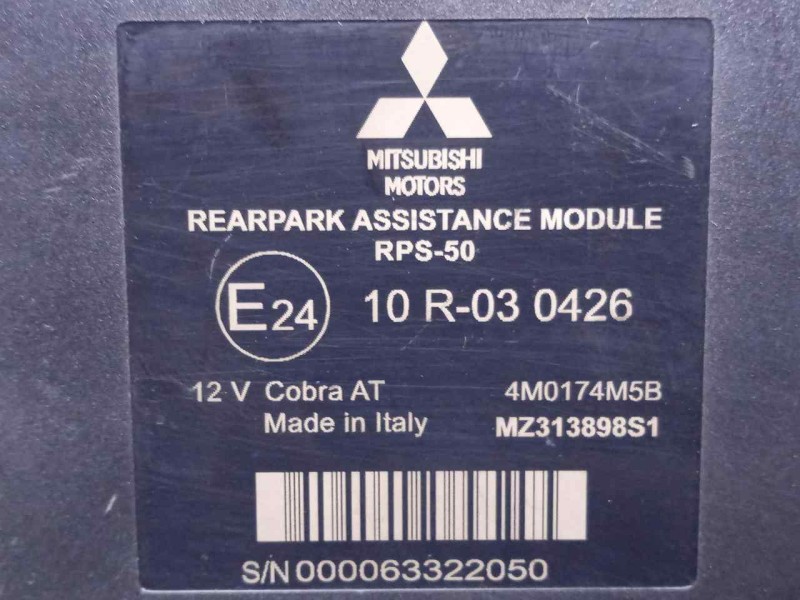 MITSUBISHI
MOTORS
REARPARK ASSISTANCE MODULE
RPS-50
E24 10 R-03 0426
12 V Cobra AT 4M0174M5B
Made in Italy MZ313898S1
S/N 000063322050